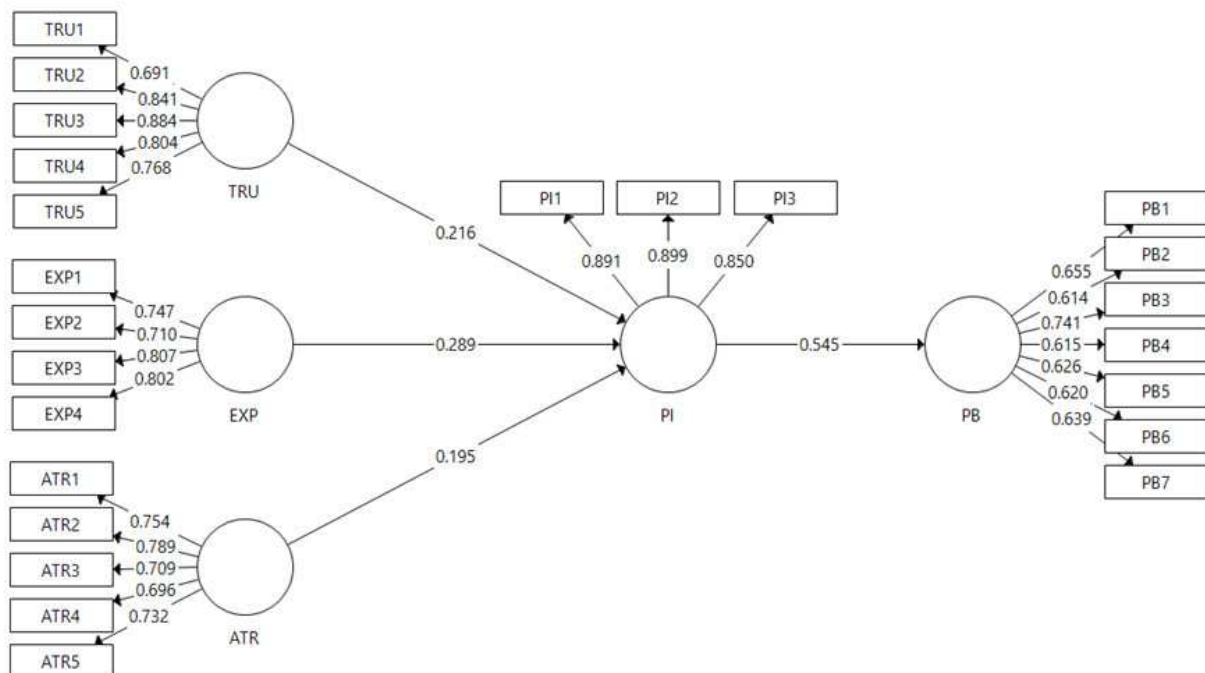 TRU1
TRU2
TRU3
TRU4
TRU5
0.691
0.841
0.884
0.804
0.768
TRU
0.216
EXP1
EXP2
EXP3
EXP4
0.747
0.710
0.807
0.802
EXP
0.289
ATR1
ATR2
ATR3
ATR4
ATR5
0.754
0.789
0.709
0.696
0.732
ATR
0.195
PI1
PI2
PI3
0.891
0.899
0.850
PI
0.545
PB
0.655
0.614
0.741
0.615
0.626
0.620
0.639
PB1
PB2
PB3
PB4
PB5
PB6
PB7